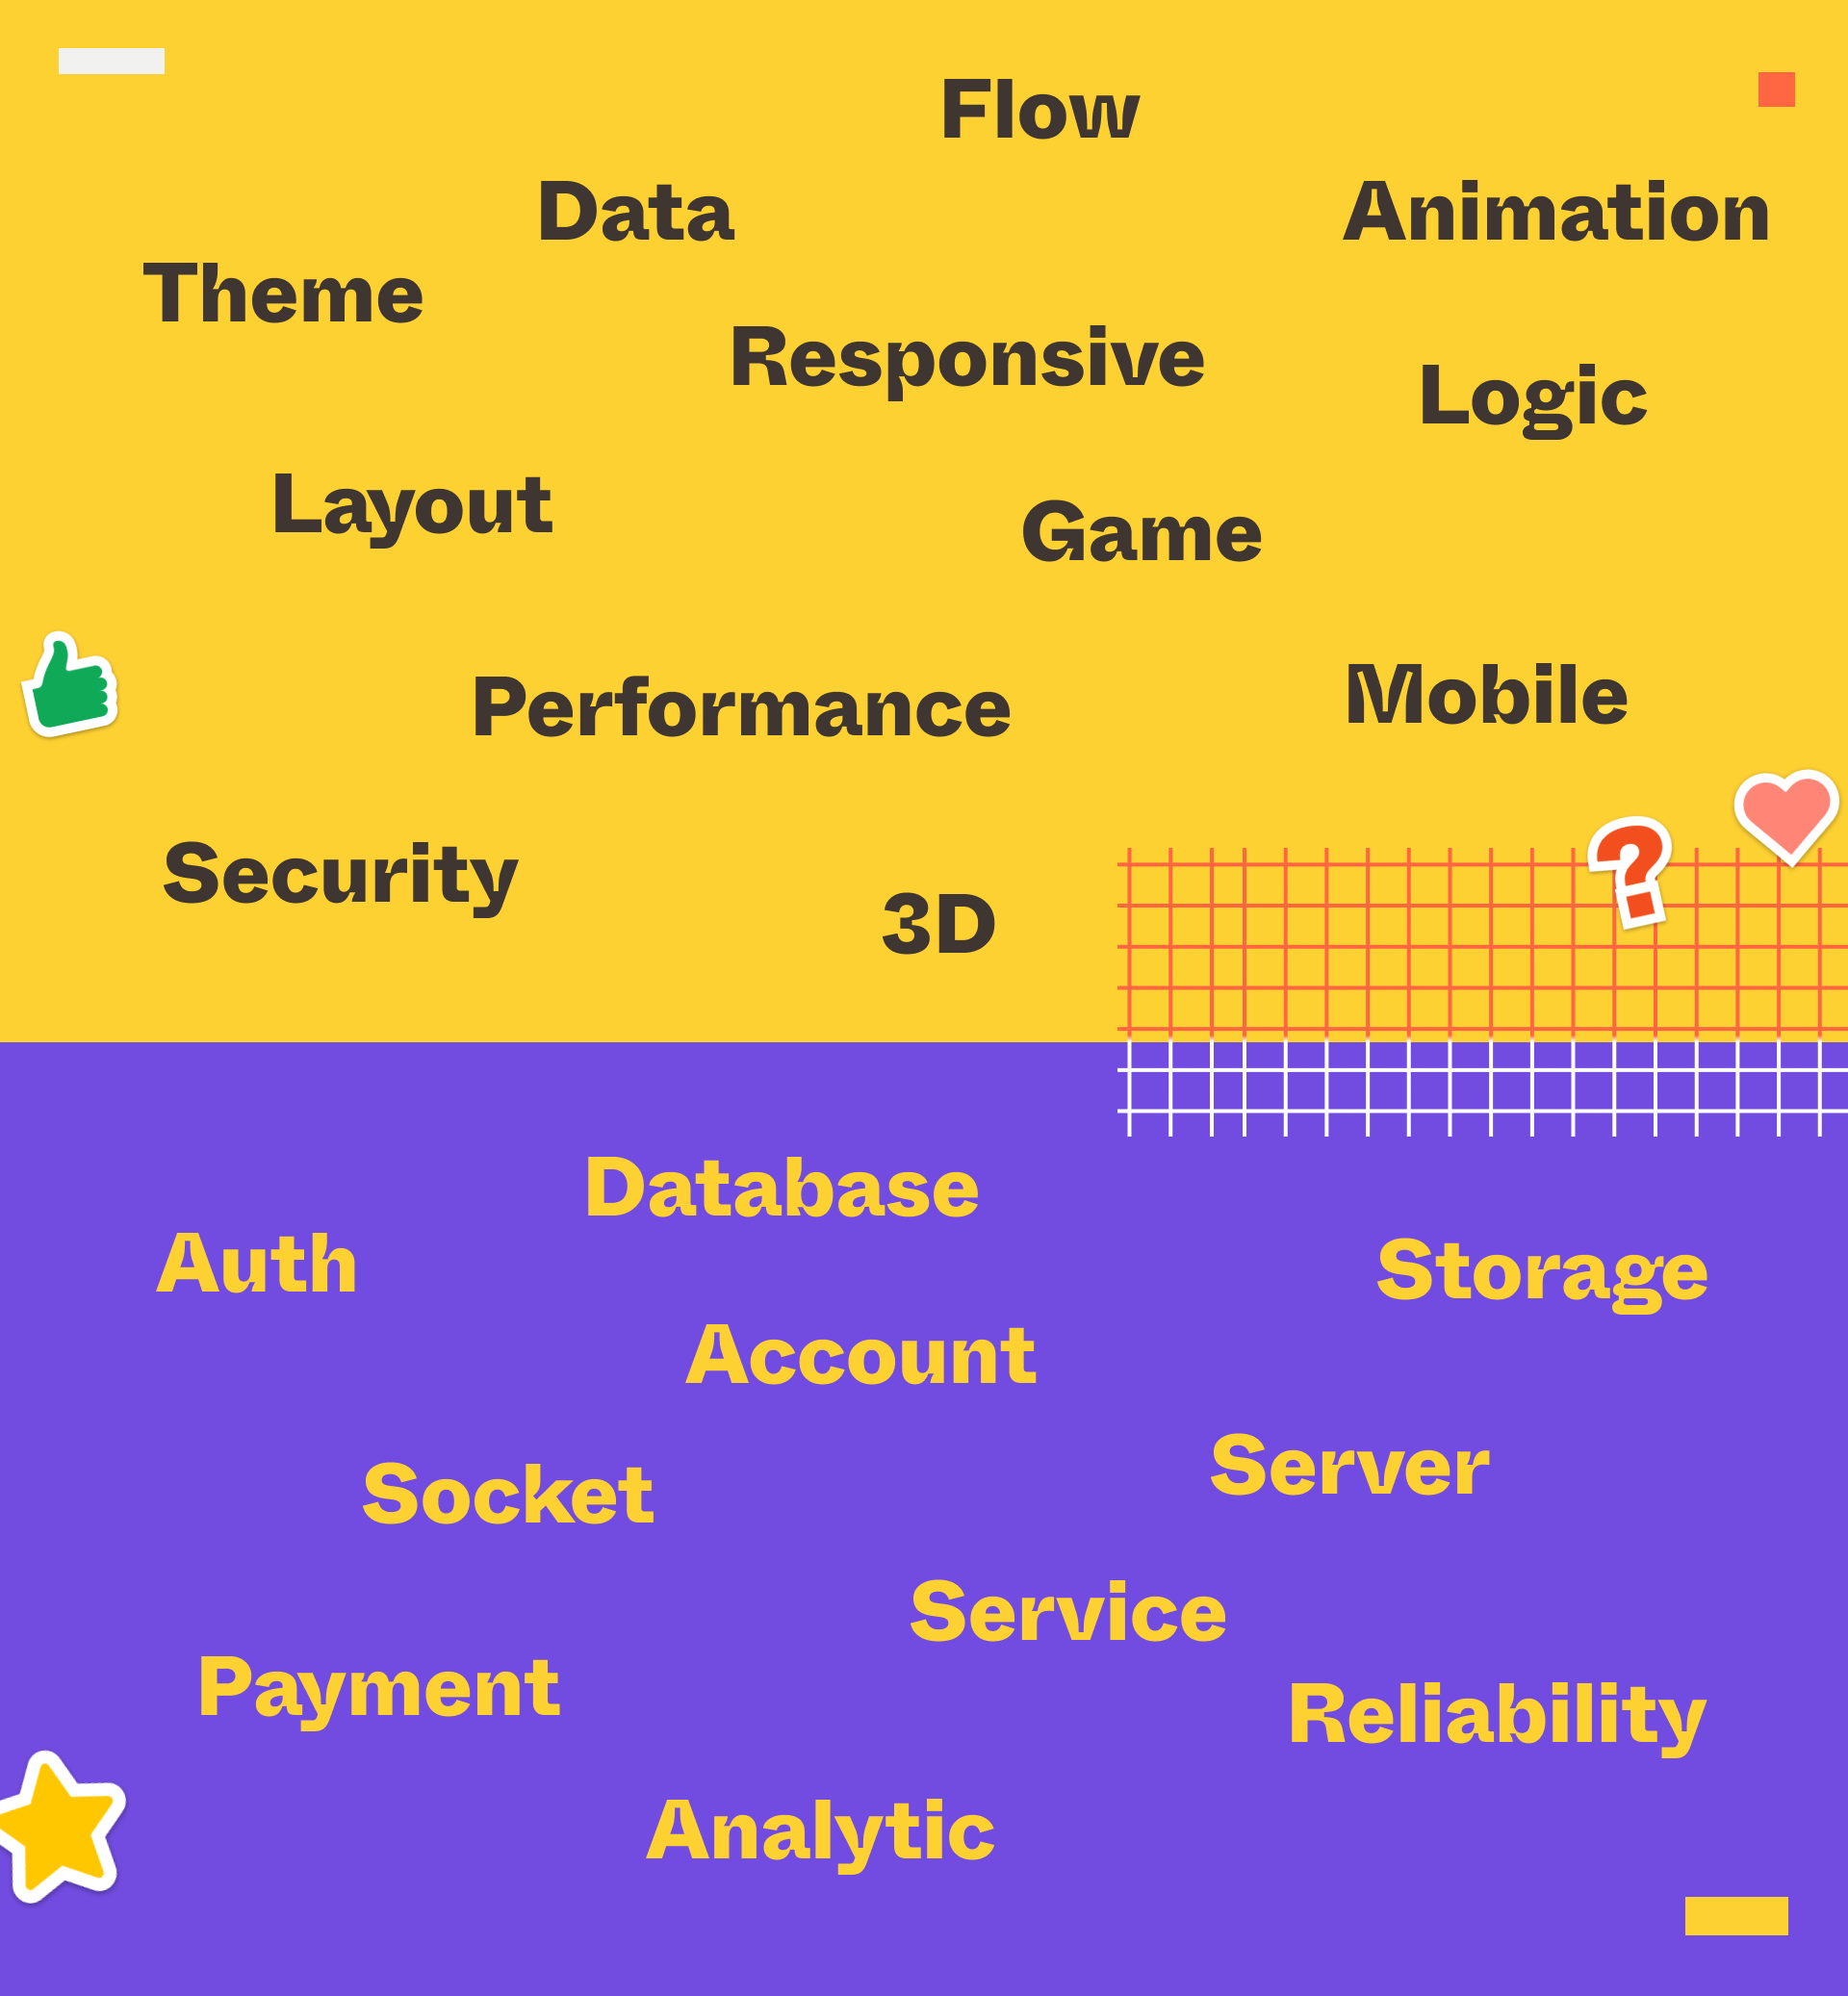 Flow
Data
Animation
Theme
Responsive
Logic
Layout
Game
Performance
Mobile
Security
3D
Database
Auth
Storage
Account
Server
Socket
Service
Payment
Reliability
Analytic